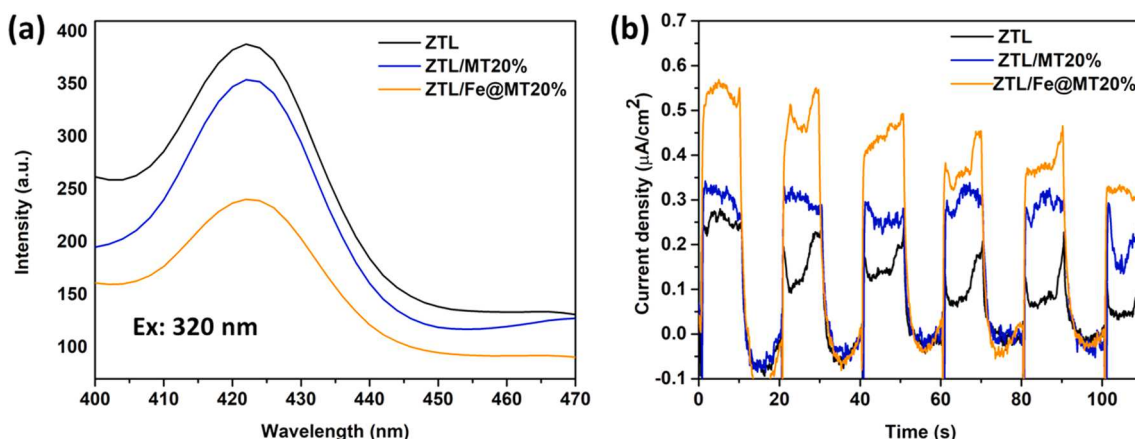 (a)
400
350
300
250
200
150
100
Intensity (a.u.)
ZTL
ZTL/MT20%
ZTL/Fe@MT20%
Ex: 320 nm
400 410 420 430 440 450 460 470
Wavelength (nm)
(b)
0.7
0.6
0.5
0.4
0.3
0.2
0.1
0.0
-0.1
Current density (μA/cm²)
ZTL
ZTL/MT20%
ZTL/Fe@MT20%
0 20 40 60 80 100
Time (s)